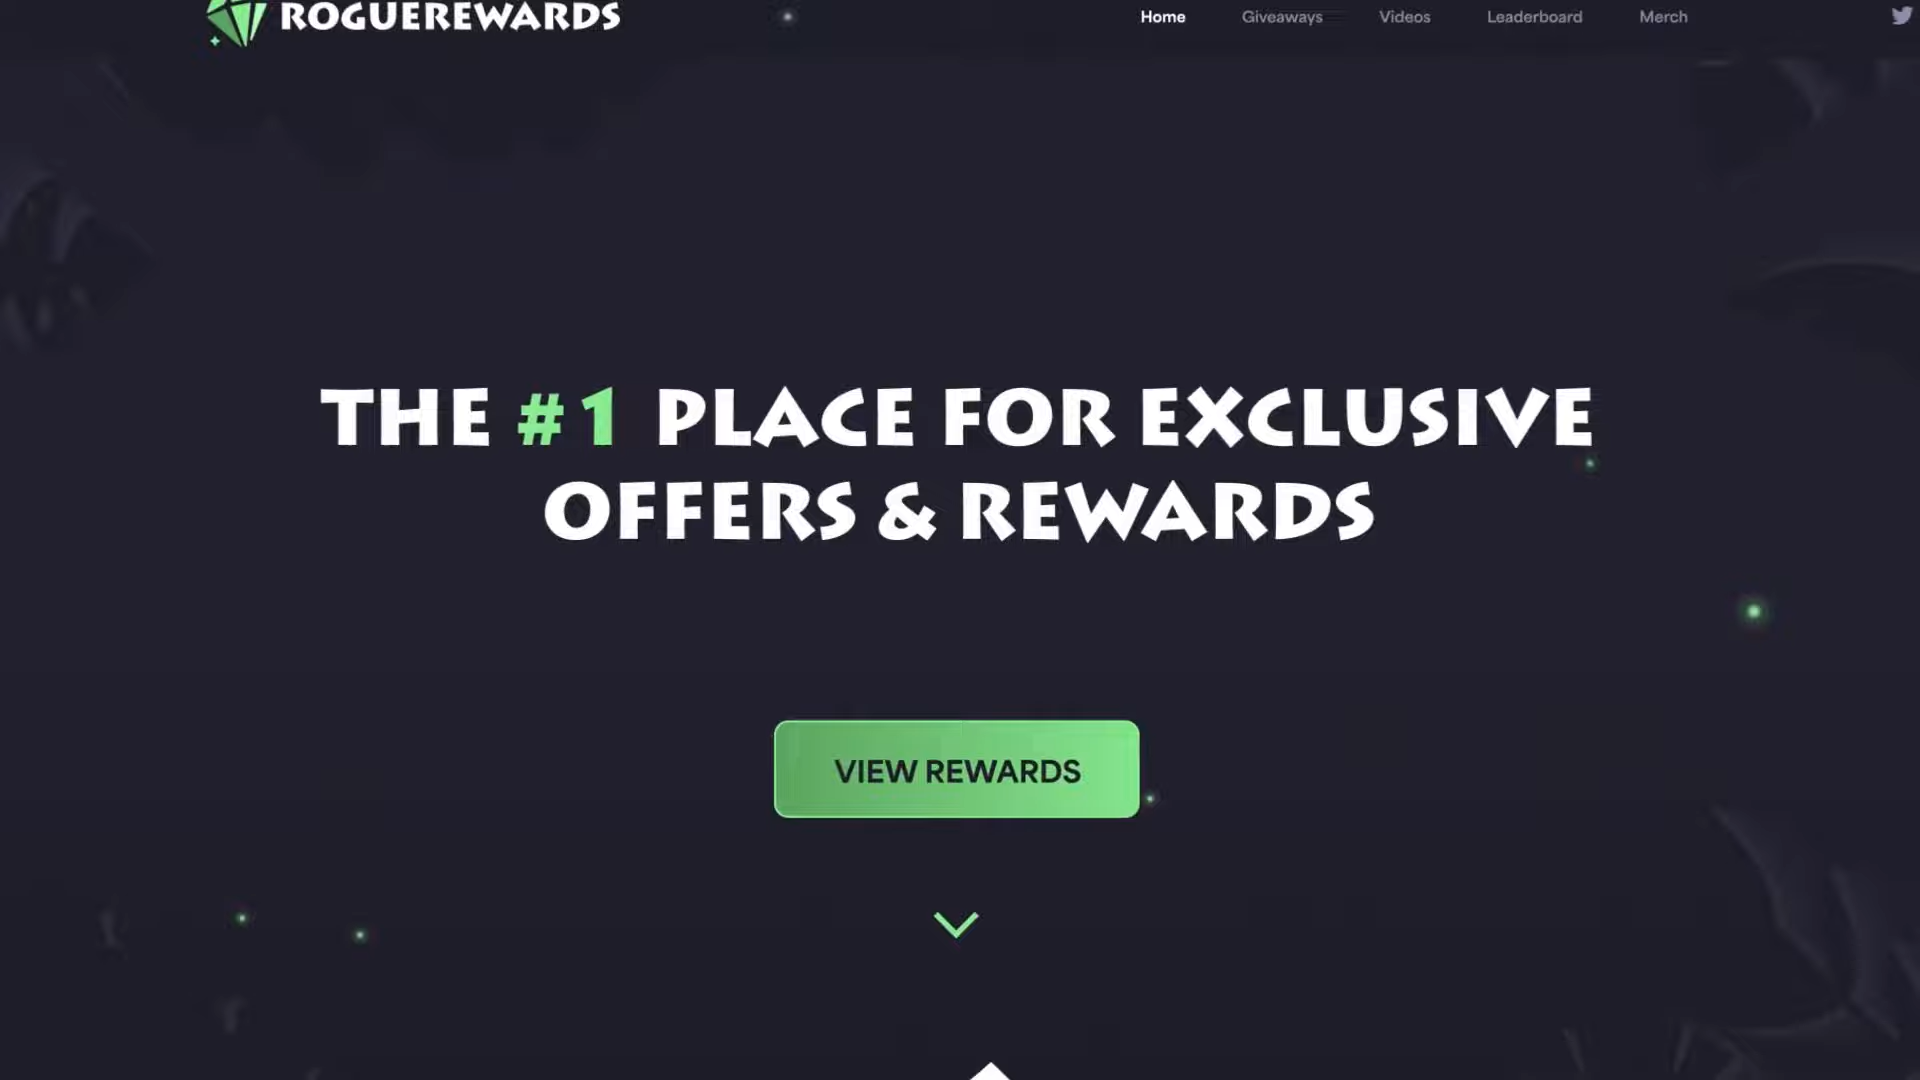 ROGUEREWARDS
Home Giveaways Videos Leaderboard Merch
THE #1 PLACE FOR EXCLUSIVE
OFFERS & REWARDS
VIEW REWARDS